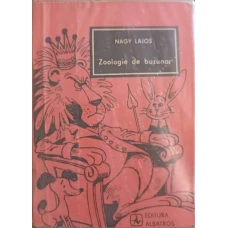 NAGY LAJOS
Zoologie de buzunar
EDITURA
ALBATROS